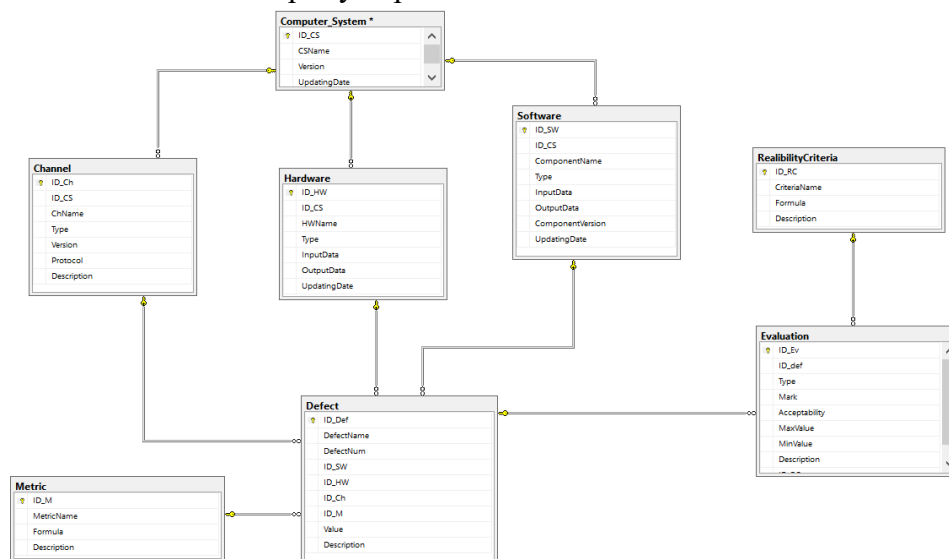 Computer_System *
ID_CS
CSName
Version
UpdatingDate
Software
ID_SW
ID_CS
ComponentName
Type
InputData
OutputData
ComponentVersion
UpdatingDate
RealibilityCriteria
ID_RC
CriteriaName
Formula
Description
Channel
ID_Ch
ID_CS
ChName
Type
Version
Protocol
Description
Hardware
ID_HW
ID_CS
HWName
Type
InputData
OutputData
UpdatingDate
Evaluation
ID_Ev
ID_def
Type
Mark
Acceptability
MaxValue
MinValue
Description
Defect
ID_Def
DefectName
DefectNum
ID_SW
ID_HW
ID_Ch
ID_M
Value
Description
Metric
ID_M
MetricName
Formula
Description